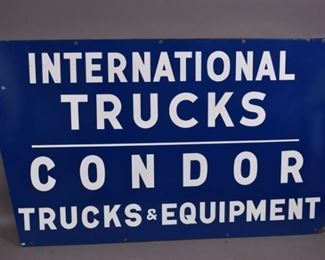 INTERNATIONAL
TRUCKS
CONDOR
TRUCKS & EQUIPMENT